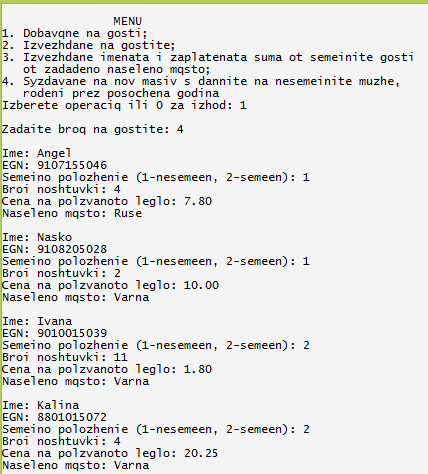 MENU
1. Dobavqne na gosti;
2. Izvezhdane na gostite;
3. Izvezhdane imenata i zaplatenata suma ot semeinite gosti
ot zadadeno naseleno mqsto;
4. Syzdavane na nov masiv s dannite na nesemeinite muzhe,
rodeni prez posochena godina
Izberete operaciq ili 0 za izhod: 1
Zadaite broq na gostite: 4
Ime: Angel
EGN: 9107155046
Semeino polozhenie (1-nesemeen, 2-semeen): 1
Broi noshtuvki: 4
Cena na polzvanoto leglo: 7.80
Naseleno mqsto: Ruse
Ime: Nasko
EGN: 9108205028
Semeino polozhenie (1-nesemeen, 2-semeen): 1
Broi noshtuvki: 2
Cena na polzvanoto leglo: 10.00
Naseleno mqsto: Varna
Ime: Ivana
EGN: 9010015039
Semeino polozhenie (1-nesemeen, 2-semeen): 2
Broi noshtuvki: 11
Cena na polzvanoto leglo: 1.80
Naseleno mqsto: Varna
Ime: Kalina
EGN: 8801015072
Semeino polozhenie (1-nesemeen, 2-semeen): 2
Broi noshtuvki: 4
Cena na polzvanoto leglo: 20.25
Naseleno mqsto: Varna